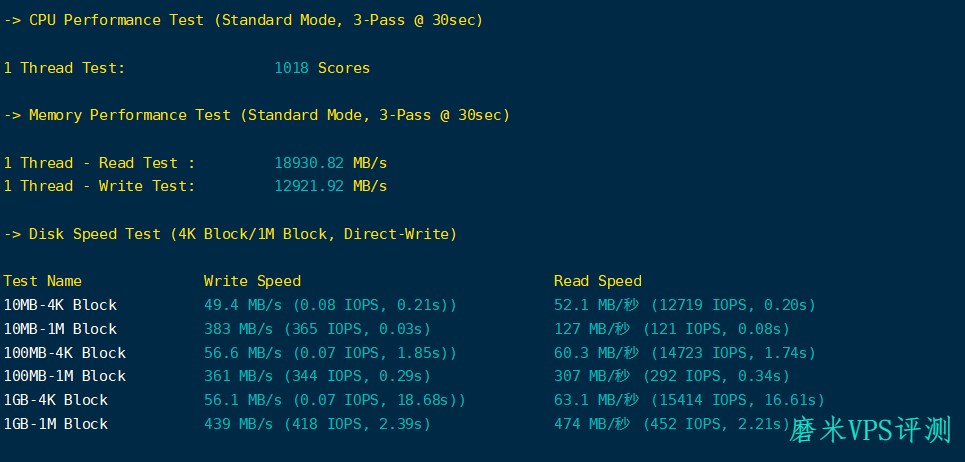 -> CPU Performance Test (Standard Mode, 3-Pass @ 30sec)
1 Thread Test: 1018 Scores
-> Memory Performance Test (Standard Mode, 3-Pass @ 30sec)
1 Thread - Read Test : 18930.82 MB/s
1 Thread - Write Test: 12921.92 MB/s
-> Disk Speed Test (4K Block/1M Block, Direct-Write)
Test Name Write Speed Read Speed
10MB-4K Block 49.4 MB/s (0.08 IOPS, 0.21s)) 52.1 MB/秒 (12719 IOPS, 0.20s)
10MB-1M Block 383 MB/s (365 IOPS, 0.03s) 127 MB/秒 (121 IOPS, 0.08s)
100MB-4K Block 56.6 MB/s (0.07 IOPS, 1.85s)) 60.3 MB/秒 (14723 IOPS, 1.74s)
100MB-1M Block 361 MB/s (344 IOPS, 0.29s) 307 MB/秒 (292 IOPS, 0.34s)
1GB-4K Block 56.1 MB/s (0.07 IOPS, 18.68s)) 63.1 MB/秒 (15414 IOPS, 16.61s)
1GB-1M Block 439 MB/s (418 IOPS, 2.39s) 474 MB/秒 (452 IOPS, 2.21s)
磨米VPS评测